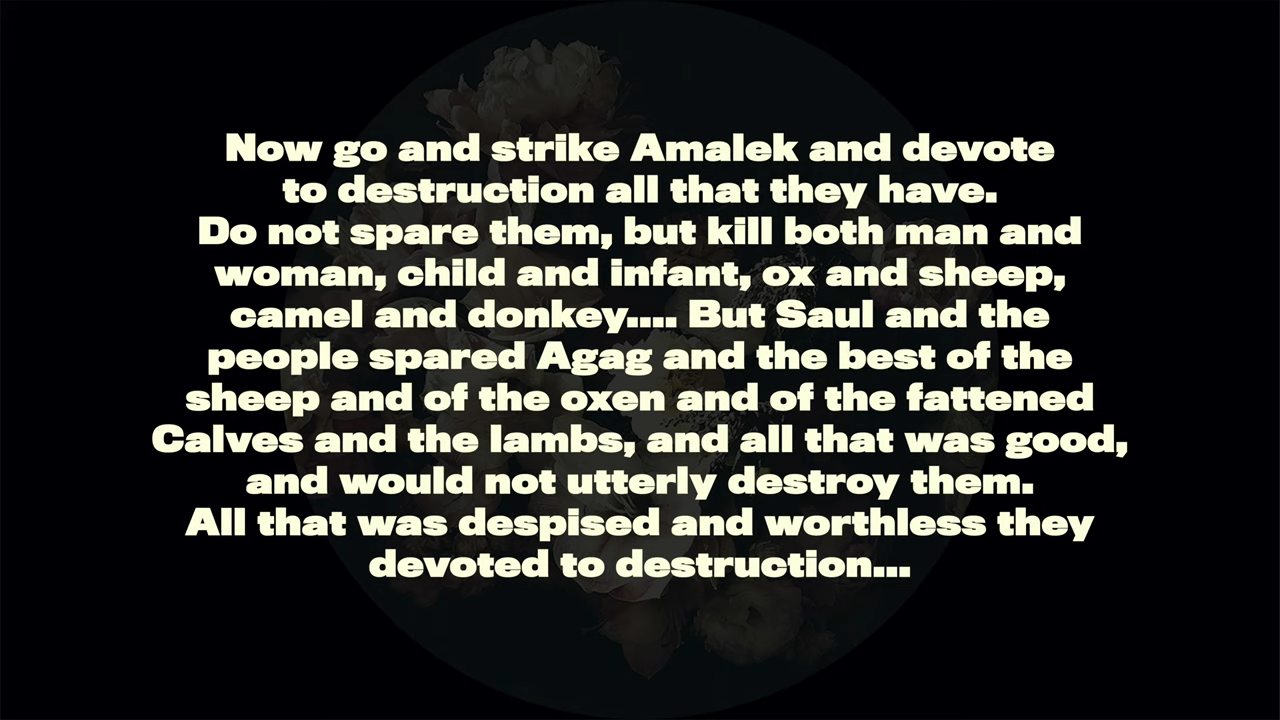 Now go and strike Amalek and devote
to destruction all that they have.
Do not spare them, but kill both man and
woman, child and infant, ox and sheep,
camel and donkey.... But Saul and the
people spared Agag and the best of the
sheep and of the oxen and of the fattened
Calves and the lambs, and all that was good,
and would not utterly destroy them.
All that was despised and worthless they
devoted to destruction...